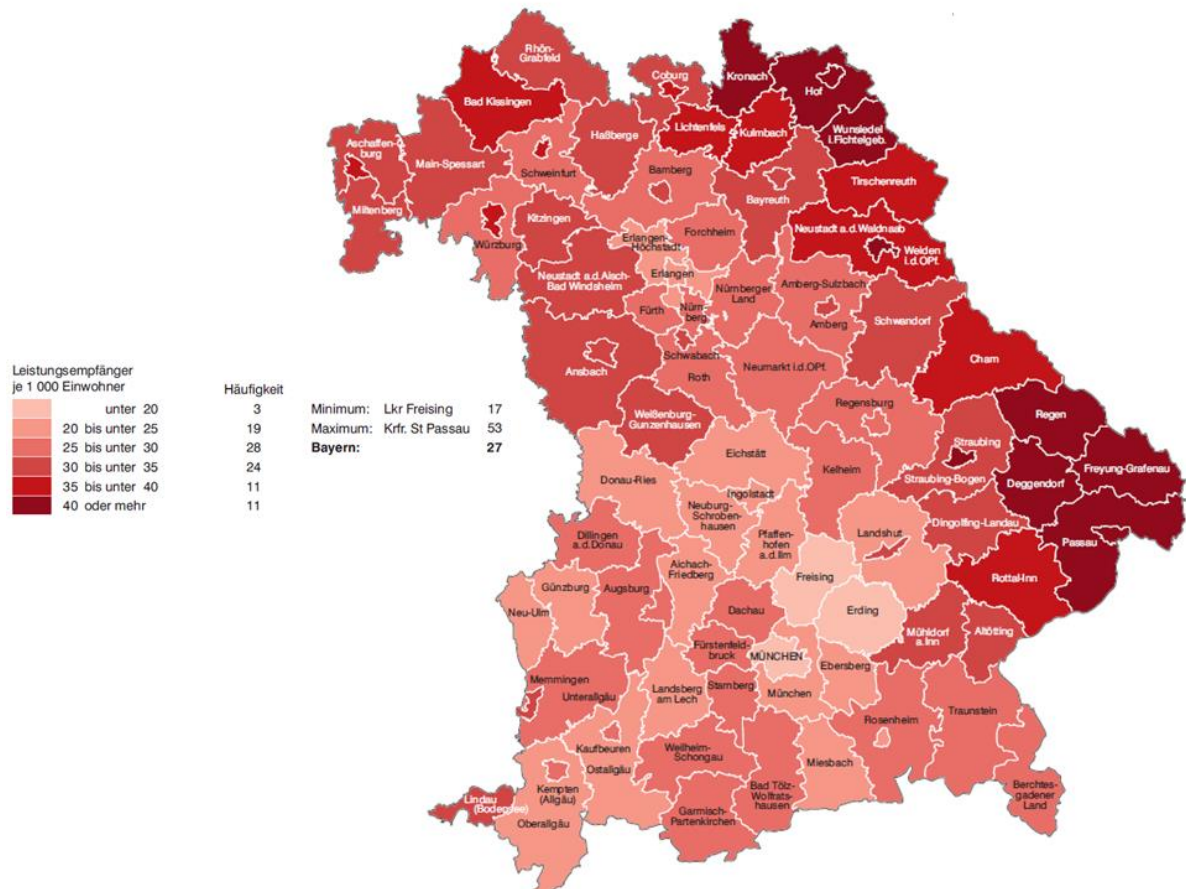 Rhön-
Grabfeld
Coburg
Kronach
Hof
Bad Kissingen
Lichtenfels
Kulmbach
Wunsiedel
i.Fichtelgeb.
Haßberge
Aschaffen-
burg
Main-Spessart
Schweinfurt
Bamberg
Bayreuth
Tirschenreuth
Miltenberg
Kitzingen
Würzburg
Erlangen-
Höchstadt
Forchheim
Neustadt a.d.Waldnaab
Weiden
i.d.OPf.
Neustadt a.d.Aisch-
Bad Windsheim
Erlangen
Fürth
Nürn-
berg
Nürnberger
Land
Amberg-Sulzbach
Amberg
Schwandorf
Ansbach
Schwabach
Roth
Neumarkt i.d.OPf.
Cham
Weißenburg-
Gunzenhausen
Regensburg
Regen
Eichstätt
Kelheim
Straubing
Straubing-Bogen
Deggendorf
Freyung-Grafenau
Donau-Ries
Ingolstadt
Neuburg-
Schroben-
hausen
Pfaffen-
hofen
a.d.Ilm
Landshut
Dingolfing-Landau
Passau
Dillingen
a.d.Donau
Aichach-
Friedberg
Freising
Rottal-Inn
Günzburg
Neu-Ulm
Augsburg
Dachau
Erding
Mühldorf
a.Inn
Altötting
Fürstenfeld-
bruck
MÜNCHEN
Ebersberg
Memmingen
Unterallgäu
Landsberg
am Lech
Starnberg
München
Rosenheim
Traunstein
Kaufbeuren
Ostallgäu
Weilheim-
Schongau
Bad Tölz-
Wolfrats-
hausen
Miesbach
Berchtes-
gadener
Land
Lindau
(Bodensee)
Kempten
(Allgäu)
Oberallgäu
Garmisch-
Partenkirchen
Leistungsempfänger
je 1 000 Einwohner Häufigkeit
unter 20 3
20 bis unter 25 19
25 bis unter 30 28
30 bis unter 35 24
35 bis unter 40 11
40 oder mehr 11
Minimum: Lkr Freising 17
Maximum: Krfr. St Passau 53
Bayern: 27